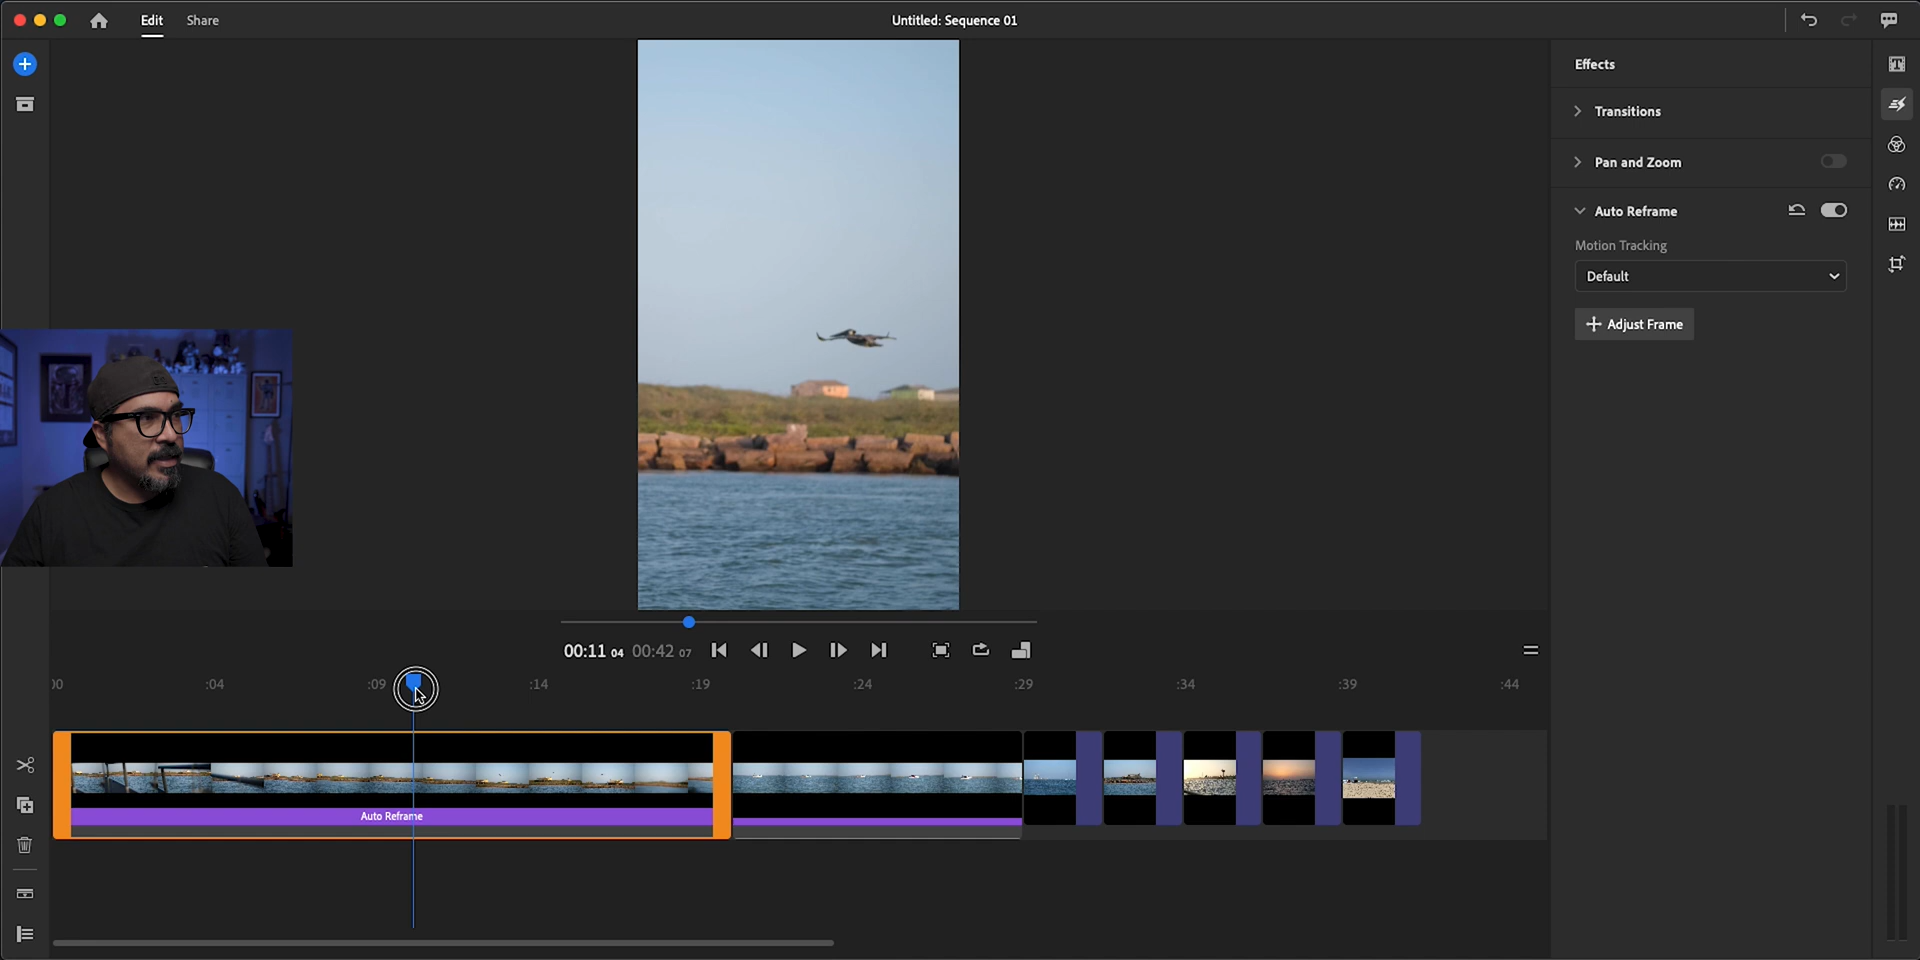 Edit
Share
Untitled: Sequence 01
Effects
Transitions
Pan and Zoom
Auto Reframe
Motion Tracking
Default
Adjust Frame
00:11 04 00:42 07
00 :04 :09 :14 :19 :24 :29 :34 :39 :44
Auto Reframe